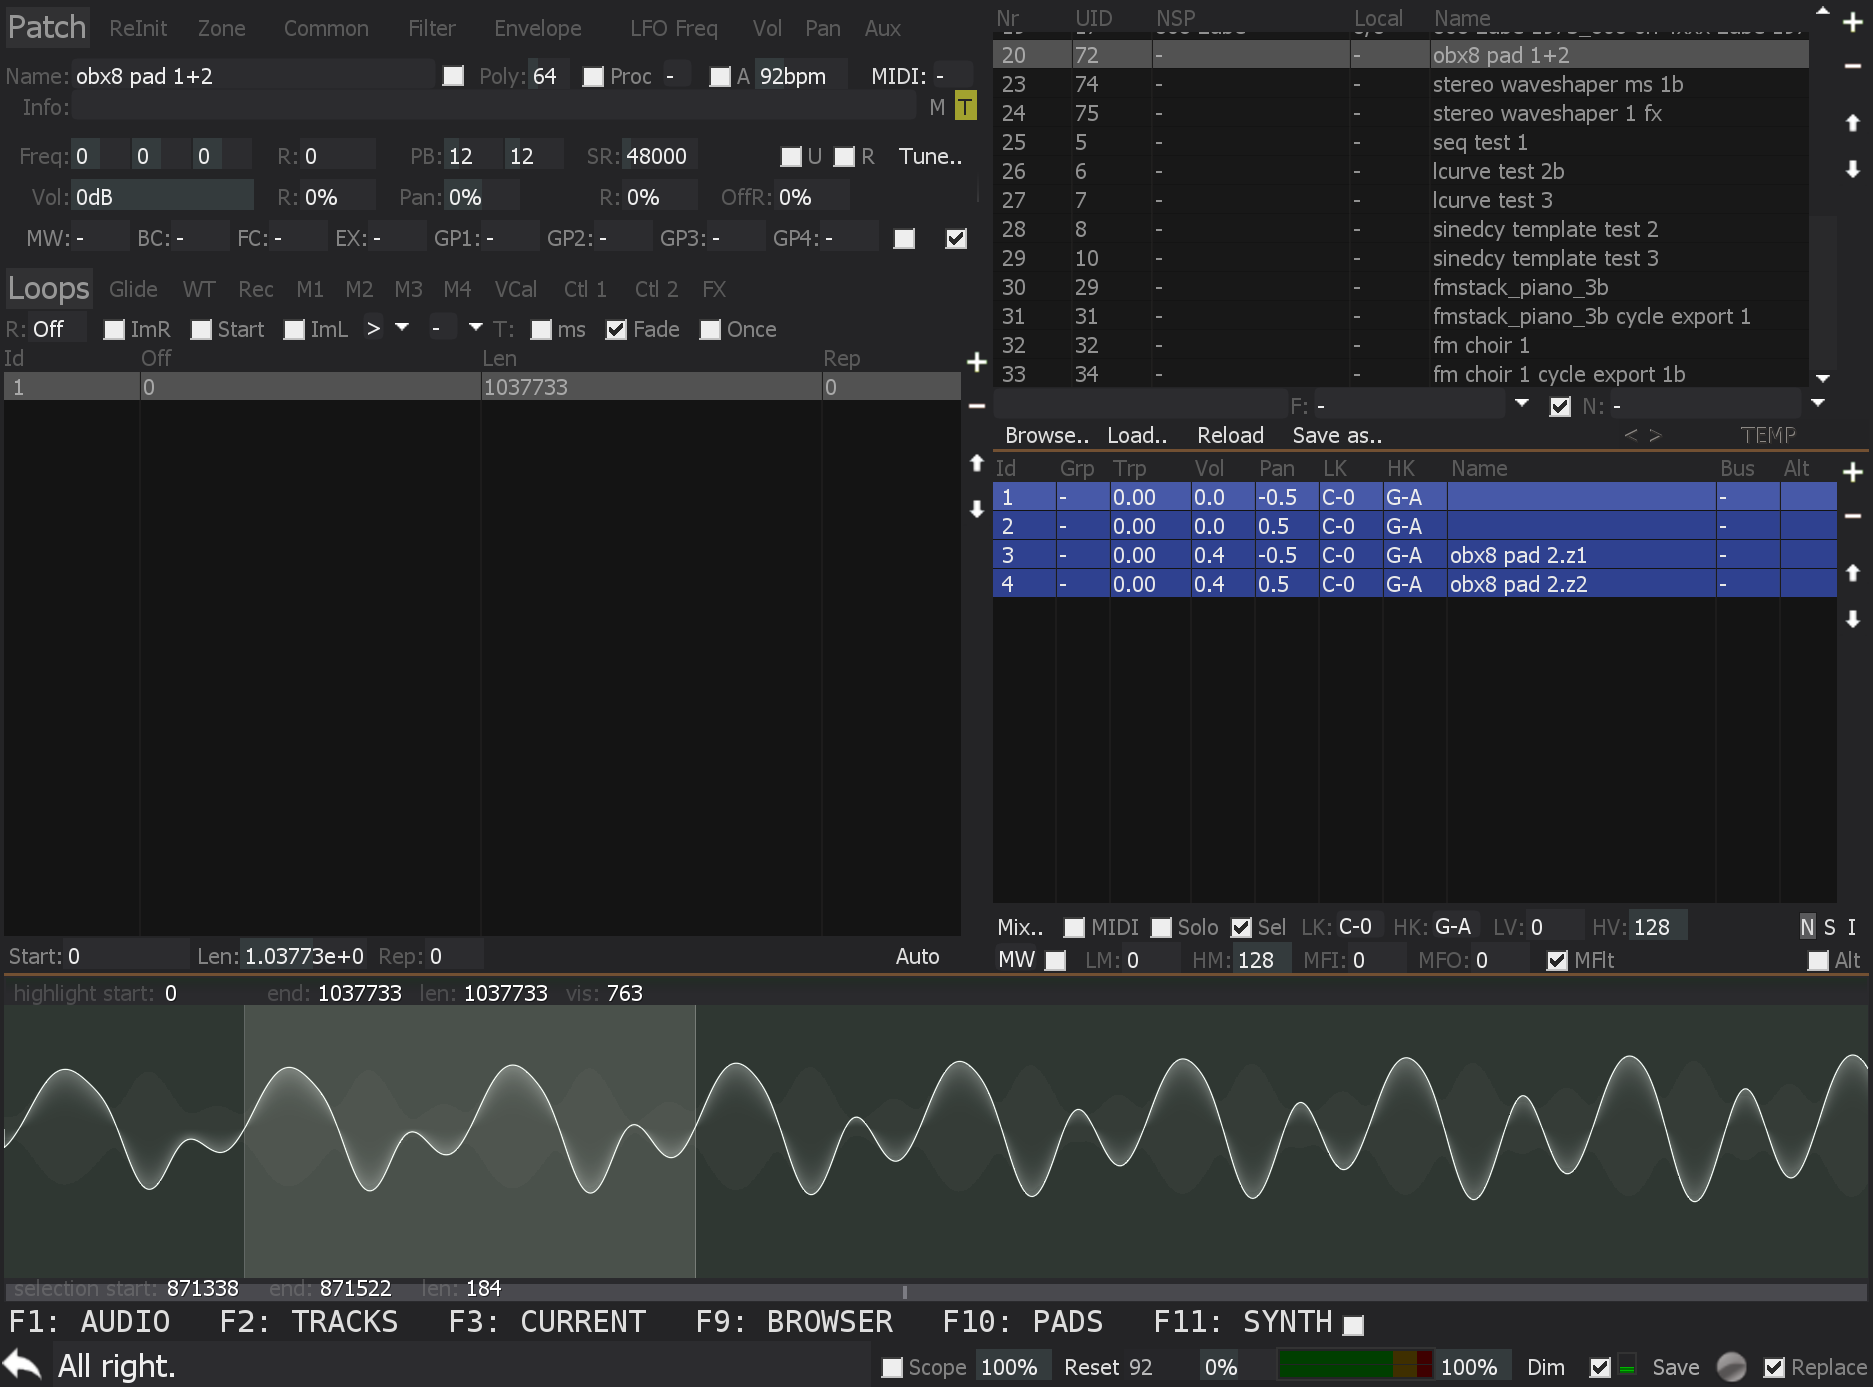 Patch ReInit Zone Common Filter Envelope LFO Freq Vol Pan Aux
Name: obx8 pad 1+2 Poly: 64 Proc - A 92bpm MIDI: -
Info: M T
Freq: 0 0 0 R: 0 PB: 12 12 SR: 48000 U R Tune..
Vol: 0dB R: 0% Pan: 0% R: 0% OffR: 0%
MW: - BC: - FC: - EX: - GP1: - GP2: - GP3: - GP4: -
Loops Glide WT Rec M1 M2 M3 M4 VCal Ctl 1 Ctl 2 FX
R: Off ImR Start ImL > - T: ms Fade Once
Id Off Len Rep
1 0 1037733 0
Start: 0 Len: 1.03773e+0 Rep: 0 Auto
Nr UID NSP Local Name
20 72 - - obx8 pad 1+2
23 74 - - stereo waveshaper ms 1b
24 75 - - stereo waveshaper 1 fx
25 5 - - seq test 1
26 6 - - lcurve test 2b
27 7 - - lcurve test 3
28 8 - - sinedcy template test 2
29 10 - - sinedcy template test 3
30 29 - - fmstack_piano_3b
31 31 - - fmstack_piano_3b cycle export 1
32 32 - - fm choir 1
33 34 - - fm choir 1 cycle export 1b
F: - N: -
Browse.. Load.. Reload Save as.. < > TEMP
Id Grp Trp Vol Pan LK HK Name Bus Alt
1 - 0.00 0.0 -0.5 C-0 G-A -
2 - 0.00 0.0 0.5 C-0 G-A -
3 - 0.00 0.4 -0.5 C-0 G-A obx8 pad 2.z1 -
4 - 0.00 0.4 0.5 C-0 G-A obx8 pad 2.z2 -
Mix.. MIDI Solo Sel LK: C-0 HK: G-A LV: 0 HV: 128 N S I
MW LM: 0 HM: 128 MFI: 0 MFO: 0 MFlt Alt
highlight start: 0 end: 1037733 len: 1037733 vis: 763
selection start: 871338 end: 871522 len: 184
F1: AUDIO F2: TRACKS F3: CURRENT F9: BROWSER F10: PADS F11: SYNTH
All right. Scope 100% Reset 92 0% 100% Dim Save Replace